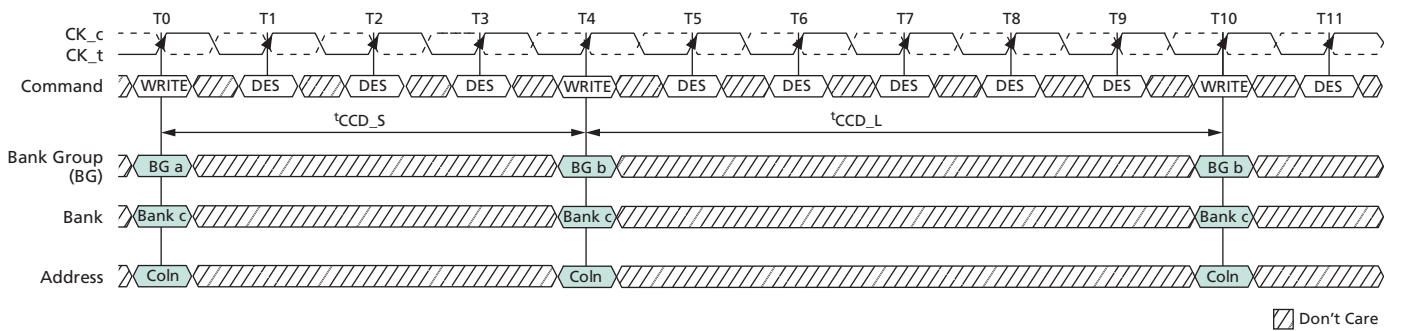 T0 T1 T2 T3 T4 T5 T6 T7 T8 T9 T10 T11
CK_c
CK_t
Command WRITE DES DES DES WRITE DES DES DES DES DES WRITE DES
tCCD_S tCCD_L
Bank Group BG a BG b BG b
(BG)
Bank Bank c Bank c Bank c
Address Coln Coln Coln
Don't Care